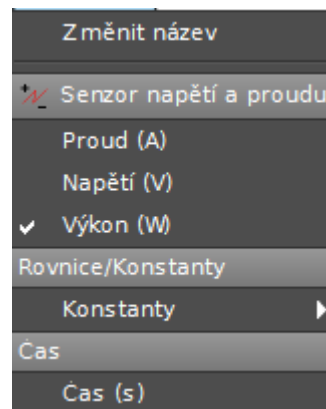 Změnit název
Senzor napětí a proudu
Proud (A)
Napětí (V)
Výkon (W)
Rovnice/Konstanty
Konstanty
Čas
Čas (s)